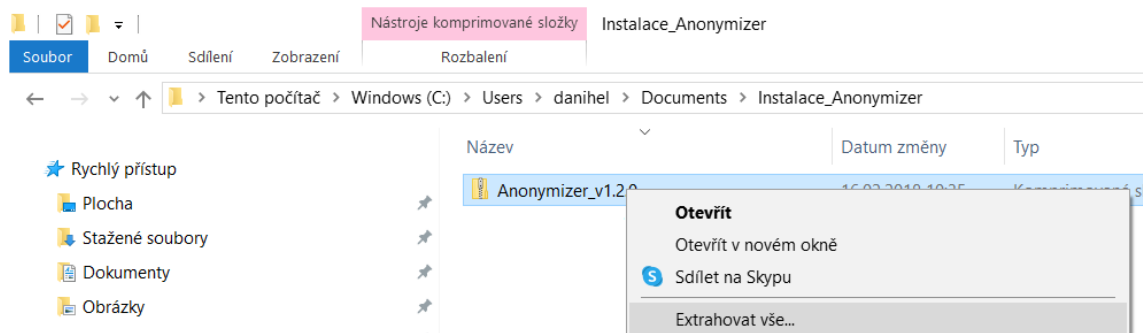 Nástroje komprimované složky Instalace_Anonymizer
Soubor Domů Sdílení Zobrazení Rozbalení
Tento počítač > Windows (C:) > Users > danihel > Documents > Instalace_Anonymizer
Název Datum změny Typ
Rychlý přístup
Anonymizer_v1.2.0
Plocha
Otevřít
Stažené soubory
Otevřít v novém okně
Dokumenty
Sdílet na Skypu
Obrázky
Extrahovat vše...